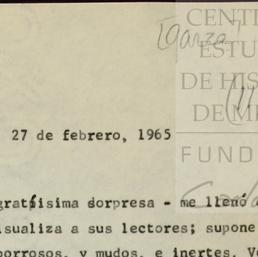 (Garza)
CENT
ESTU
DE HIS
DE M
FUND
27 de febrero, 1965
gratísima sorpresa - me llenó
isualiza a sus lectores; supone
borrosos, y mudos, e inertes. V